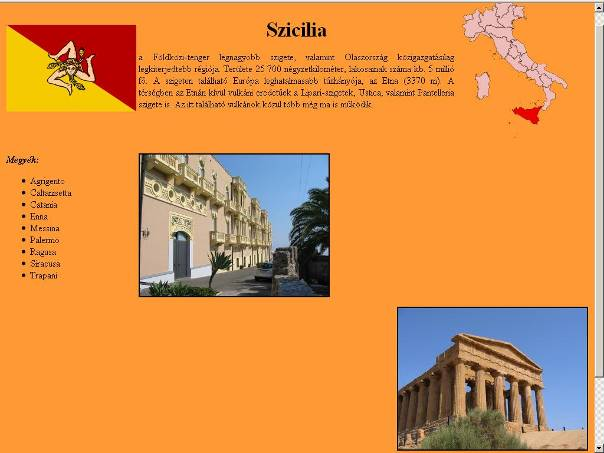 Szicilia
a Földközi-tenger legnagyobb szigete, valamint Olaszország közigazgatásilag
legkiterjedtebb régiója. Területe 25 700 négyzetkilométer, lakosainak száma kb. 5 millió
fő. A szigeten található Európa leghatalmasabb tűzhányója, az Etna (3370 m). A
térségben az Etnán kívül vulkáni eredetűek a Lipari-szigetek, Ustica, valamint Pantelleria
szigete is. Az itt található vulkánok közül több még ma is működik.
Megyék:
Agrigento
Caltanisetta
Catania
Enna
Messina
Palermo
Ragusa
Siracusa
Trapani